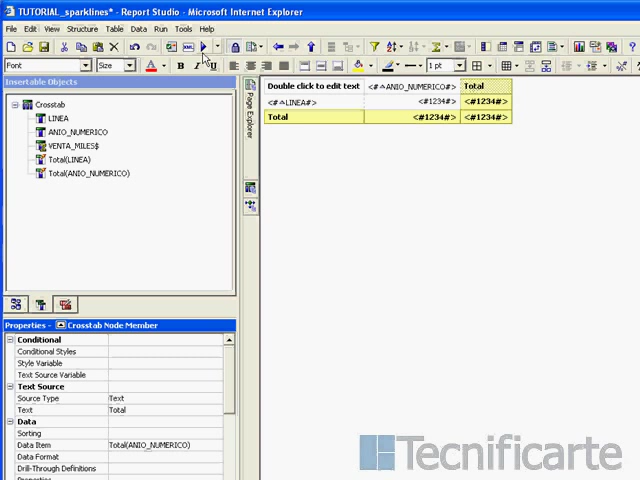 TUTORIAL_sparklines* - Report Studio - Microsoft Internet Explorer
File Edit View Structure Table Data Run Tools Help
XML
Font Size B I U 1 pt
Insertable Objects
Crosstab
LINEA
ANIO_NUMERICO
VENTA_MILES$
Total(LINEA)
Total(ANIO_NUMERICO)
Page Explorer
Double click to edit text <#ANIO_NUMERICO#> Total
<#LINEA#> <#1234#> <#1234#>
Total <#1234#> <#1234#>
Properties - Crosstab Node Member
Conditional
Conditional Styles
Style Variable
Text Source Variable
Text Source
Source Type Text
Text Total
Data
Sorting
Data Item Total(ANIO_NUMERICO)
Data Format
Drill-Through Definitions
Tecnificarte